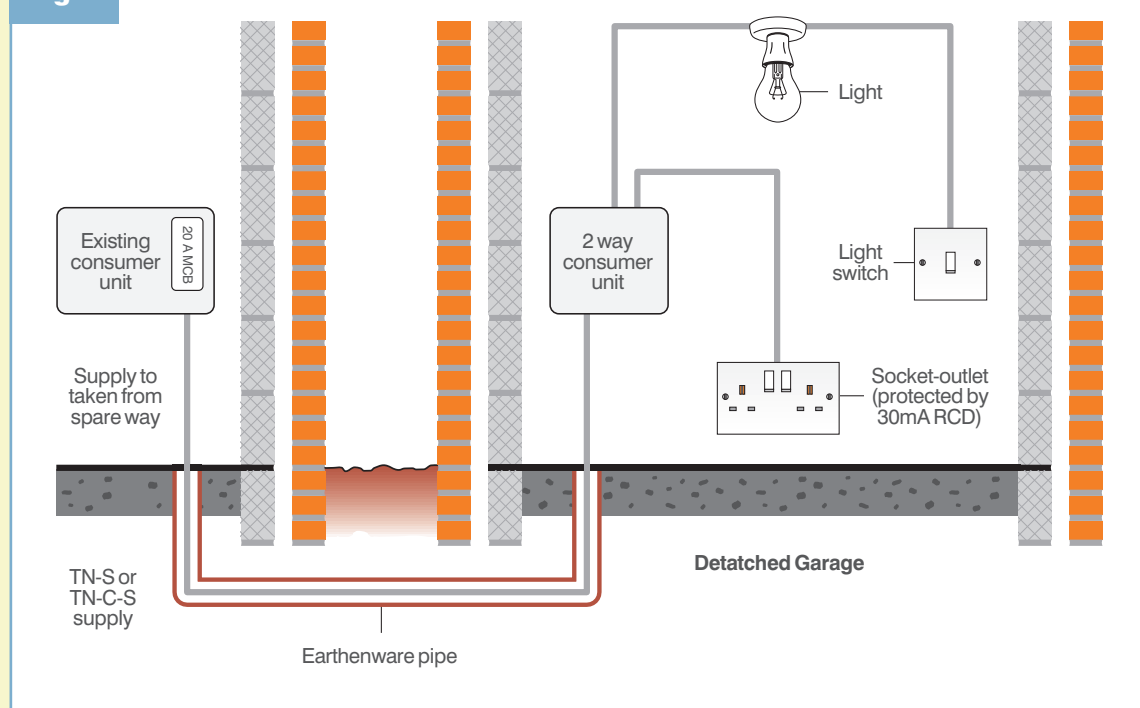 Light
Existing
consumer
unit
20 A MCB
2 way
consumer
unit
Light
switch
Supply to
taken from
spare way
Socket-outlet
(protected by
30mA RCD)
TN-S or
TN-C-S
supply
Detatched Garage
Earthenware pipe